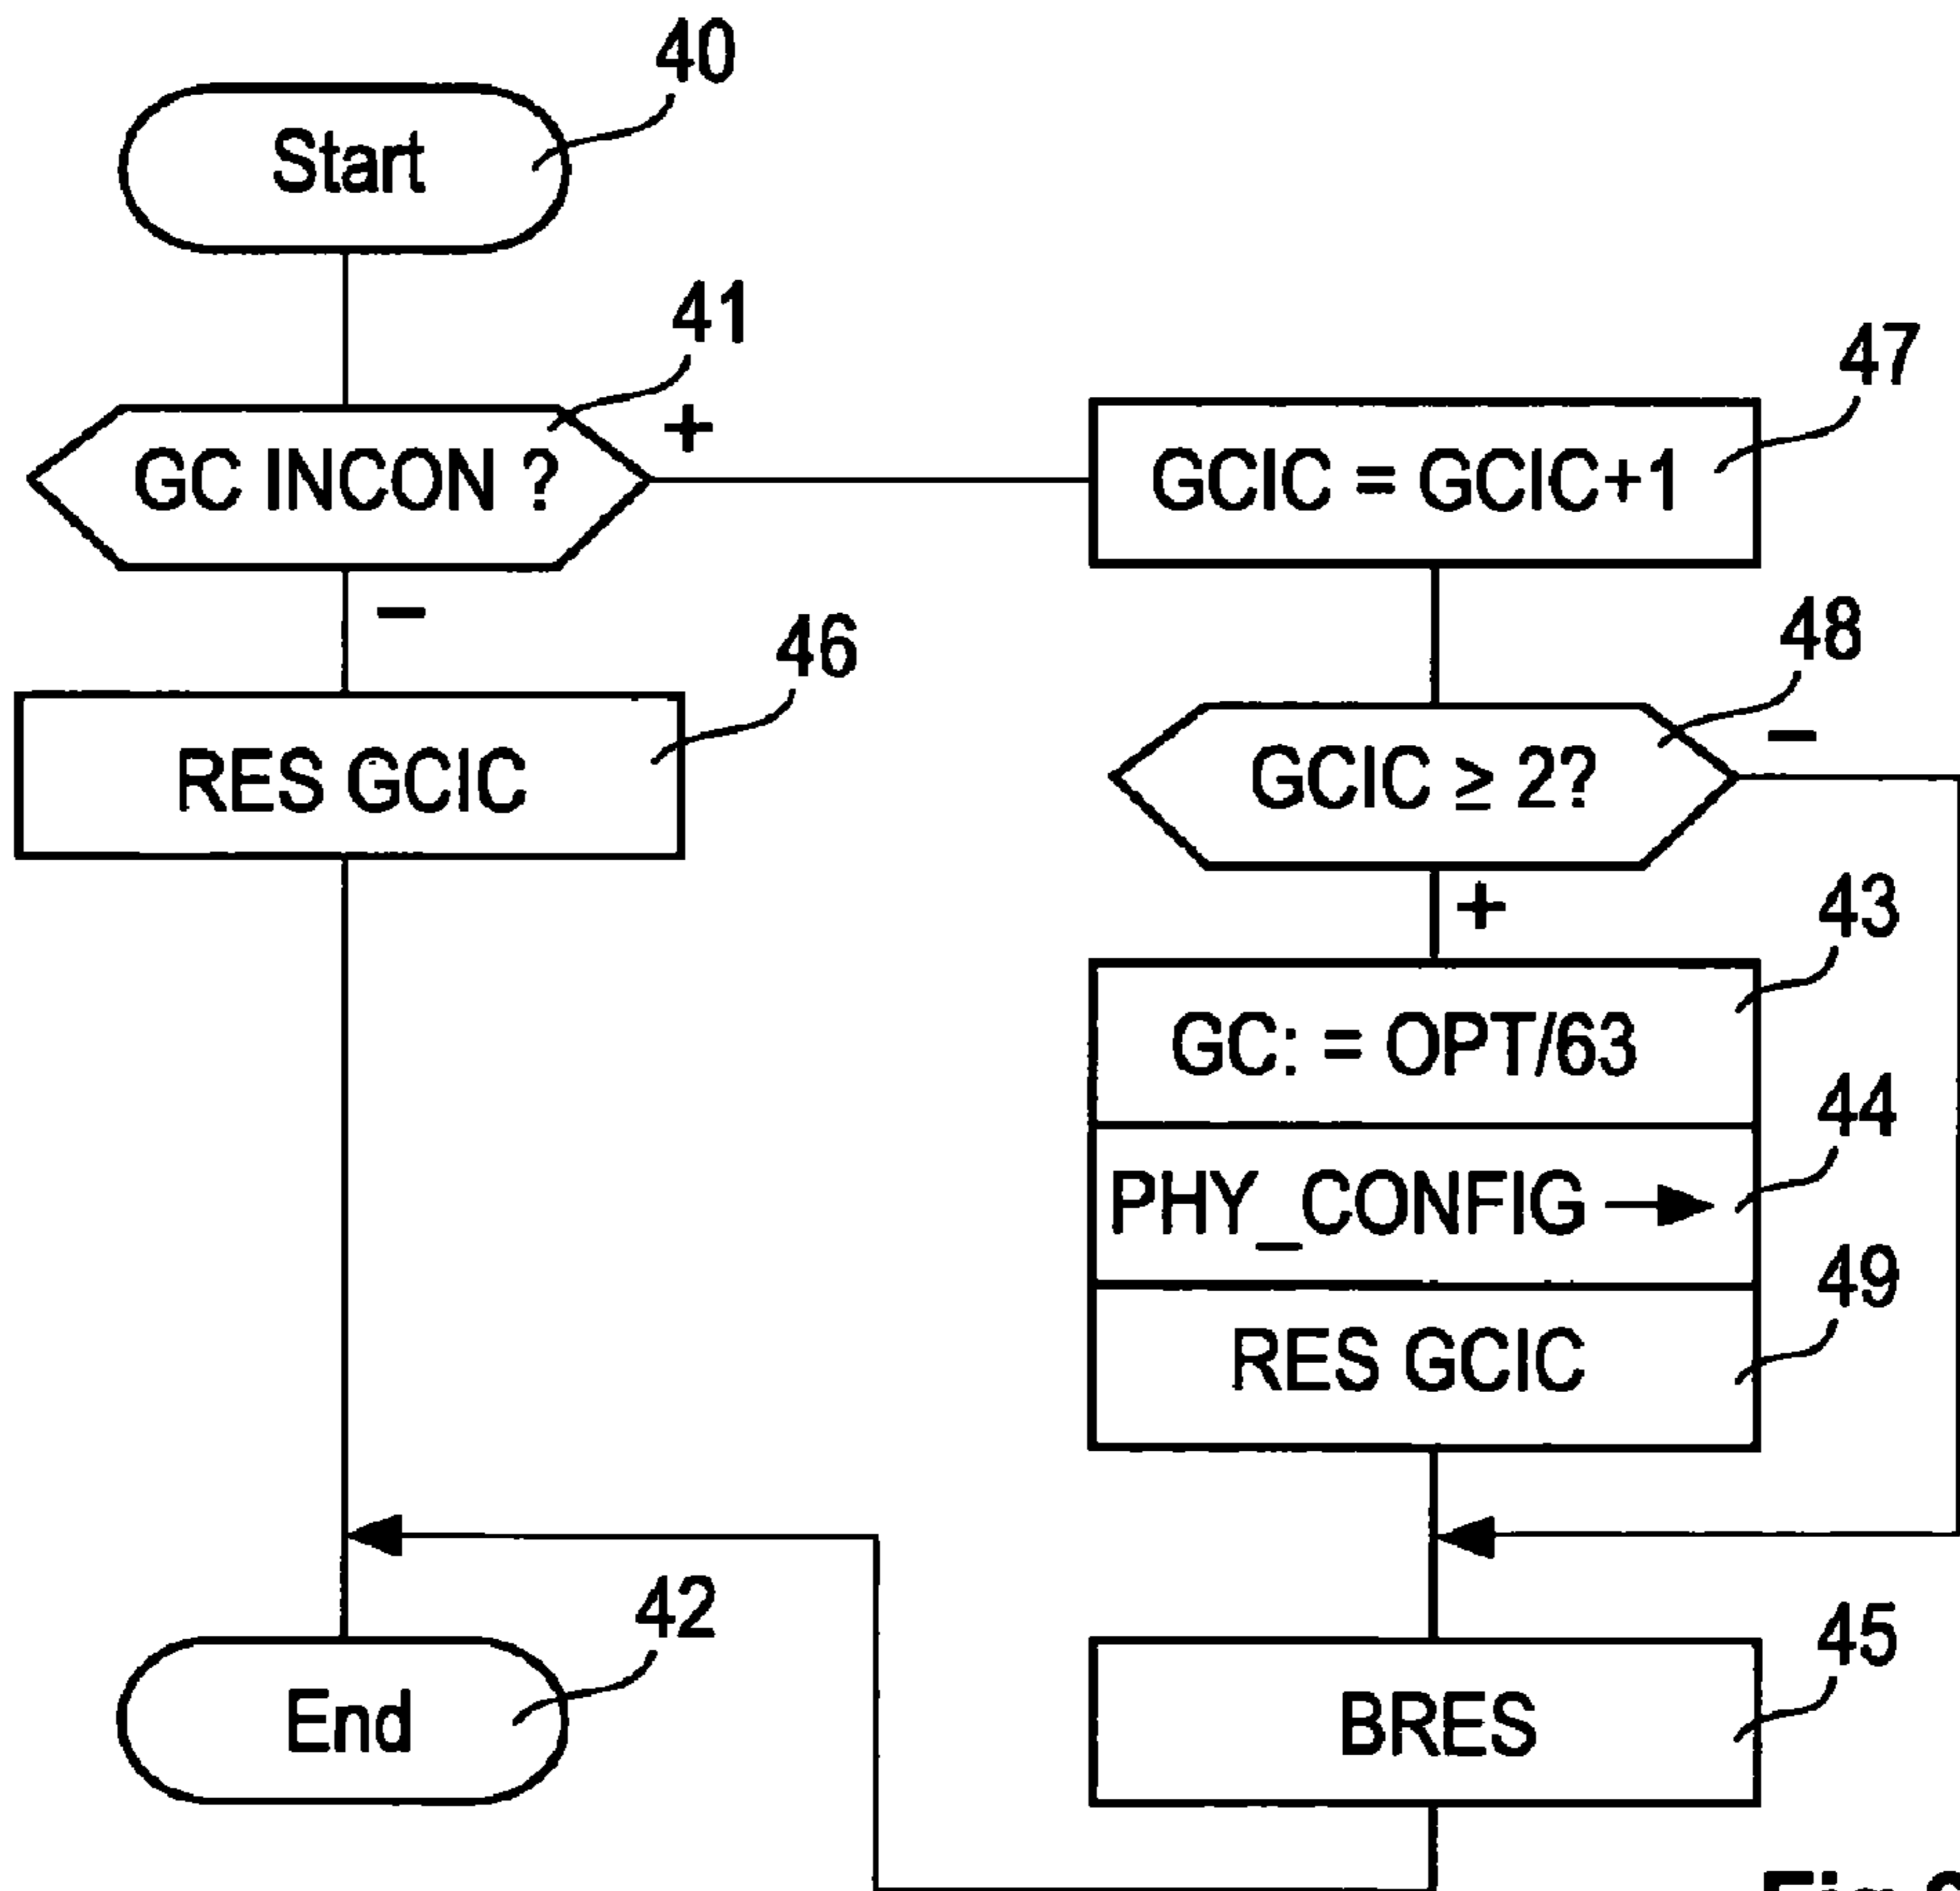 40
Start
41
+
GC INCON ?
47
GCIC = GCIC+1
–
46
RES GCIC
48
–
GCIC ≥ 2?
+
43
GC: = OPT/63
44
PHY_CONFIG →
49
RES GCIC
42
End
45
BRES